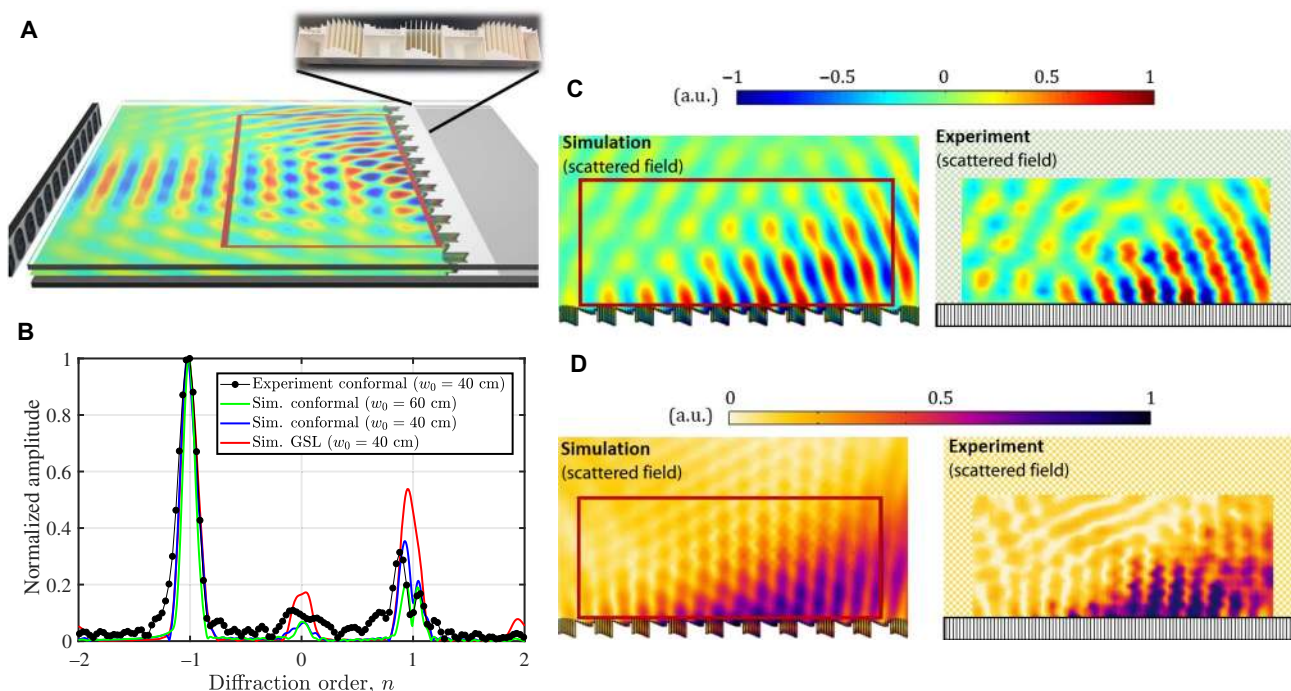 A
B
1
0.8
0.6
0.4
0.2
0
−2
−1
0
1
2
Normalized amplitude
Diffraction order, n
Experiment conformal (w₀ = 40 cm)
Sim. conformal (w₀ = 60 cm)
Sim. conformal (w₀ = 40 cm)
Sim. GSL (w₀ = 40 cm)
C
−1 −0.5 0 0.5 1
(a.u.)
Simulation
(scattered field)
Experiment
(scattered field)
D
0 0.5 1
(a.u.)
Simulation
(scattered field)
Experiment
(scattered field)